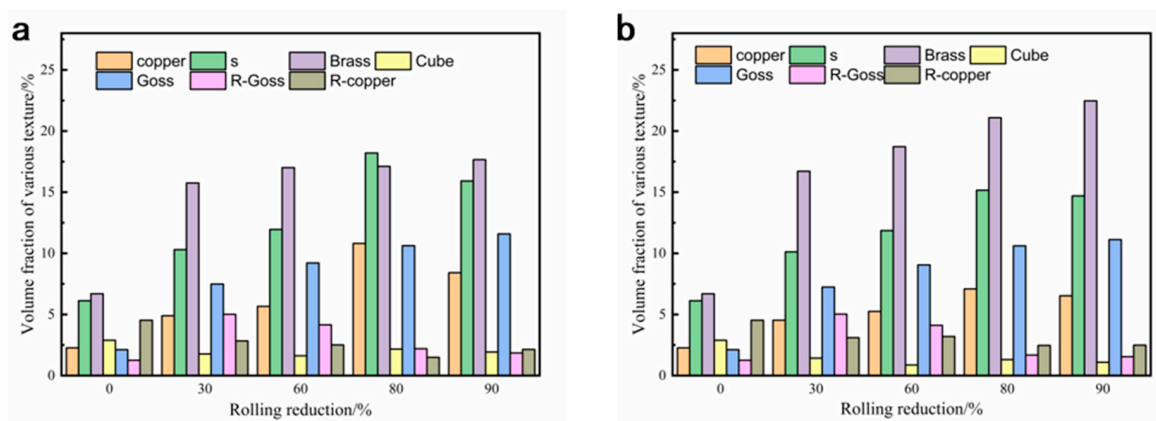 a
copper s Brass Cube
Goss R-Goss R-copper
Volume fraction of various texture/%
25
20
15
10
5
0
0 30 60 80 90
Rolling reduction/%
b
copper s Brass Cube
Goss R-Goss R-copper
Volume fraction of various texture/%
25
20
15
10
5
0
0 30 60 80 90
Rolling reduction/%